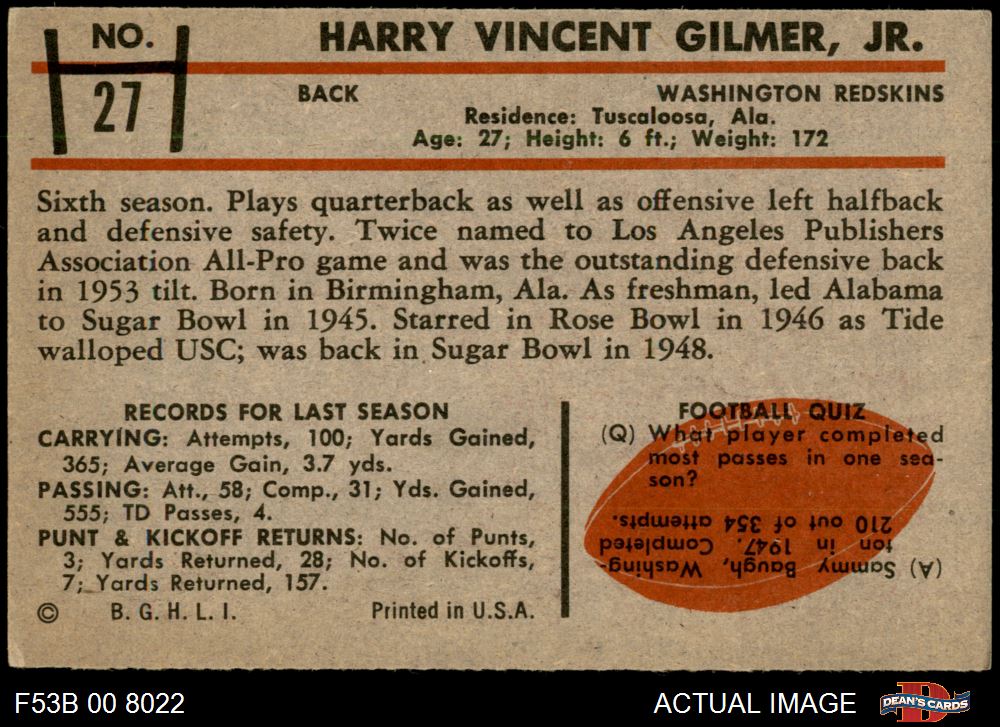 NO.
27
HARRY VINCENT GILMER, JR.
BACK WASHINGTON REDSKINS
Residence: Tuscaloosa, Ala.
Age: 27; Height: 6 ft.; Weight: 172
Sixth season. Plays quarterback as well as offensive left halfback
and defensive safety. Twice named to Los Angeles Publishers
Association All-Pro game and was the outstanding defensive back
in 1953 tilt. Born in Birmingham, Ala. As freshman, led Alabama
to Sugar Bowl in 1945. Starred in Rose Bowl in 1946 as Tide
walloped USC; was back in Sugar Bowl in 1948.
RECORDS FOR LAST SEASON
CARRYING: Attempts, 100; Yards Gained,
365; Average Gain, 3.7 yds.
PASSING: Att., 58; Comp., 31; Yds. Gained,
555; TD Passes, 4.
PUNT & KICKOFF RETURNS: No. of Punts,
3; Yards Returned, 28; No. of Kickoffs,
7; Yards Returned, 157.
© B. G. H. L. I. Printed in U.S.A.
FOOTBALL QUIZ
(Q) What player completed
most passes in one sea-
son?
(A) Sammy Baugh, Washing-
ton in 1947. Completed
210 out of 354 attempts.
F53B 00 8022
ACTUAL IMAGE
DEAN'S CARDS